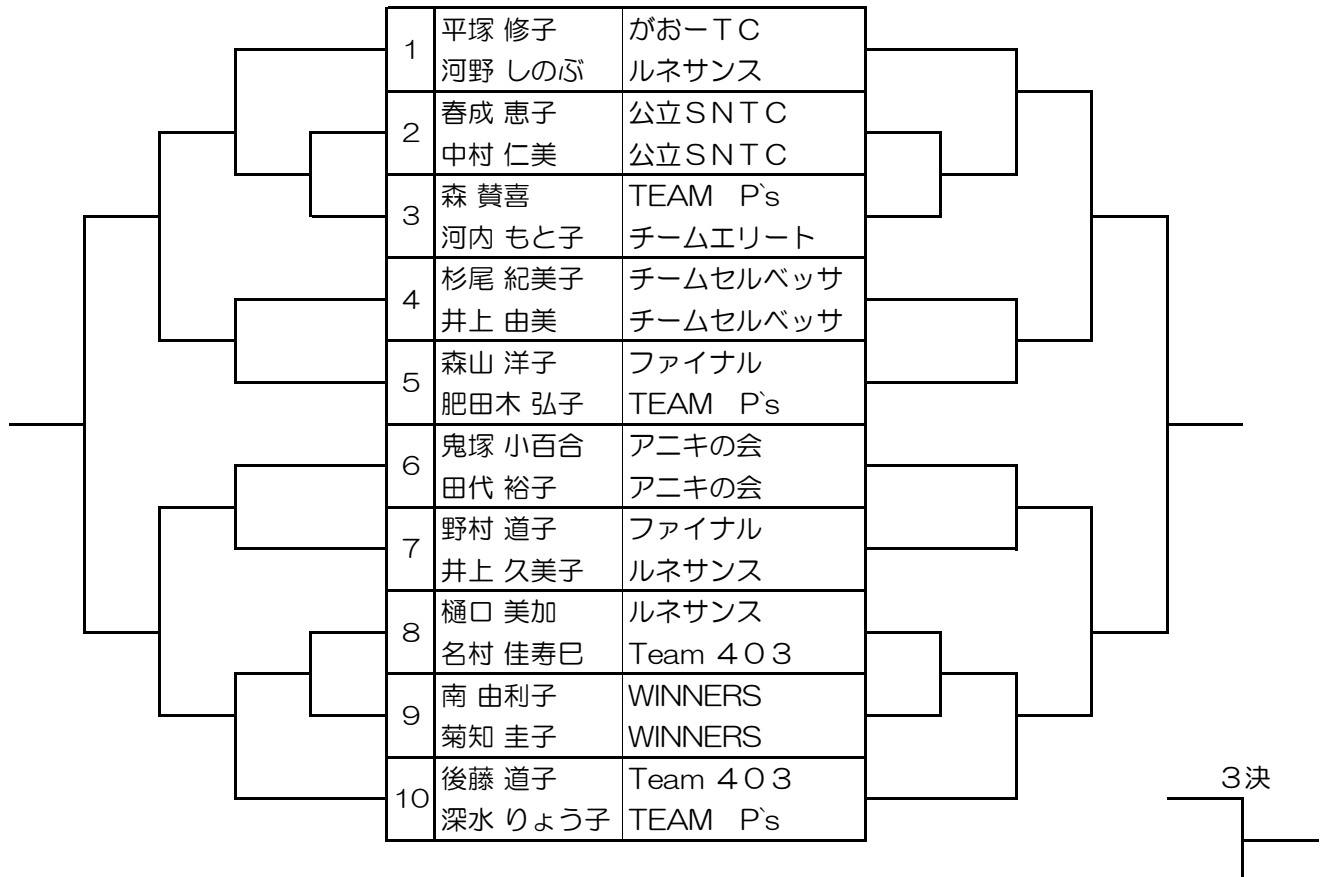 1
平塚 修子 がおーＴＣ
河野 しのぶ ルネサンス
2
春成 恵子 公立ＳＮＴＣ
中村 仁美 公立ＳＮＴＣ
3
森 賛喜 TEAM　P`s
河内 もと子 チームエリート
4
杉尾 紀美子 チームセルベッサ
井上 由美 チームセルベッサ
5
森山 洋子 ファイナル
肥田木 弘子 TEAM　P`s
6
鬼塚 小百合 アニキの会
田代 裕子 アニキの会
7
野村 道子 ファイナル
井上 久美子 ルネサンス
8
樋口 美加 ルネサンス
名村 佳寿巳 Team ４０３
9
南 由利子 WINNERS
菊知 圭子 WINNERS
10
後藤 道子 Team ４０３
深水 りょう子 TEAM　P`s
３決